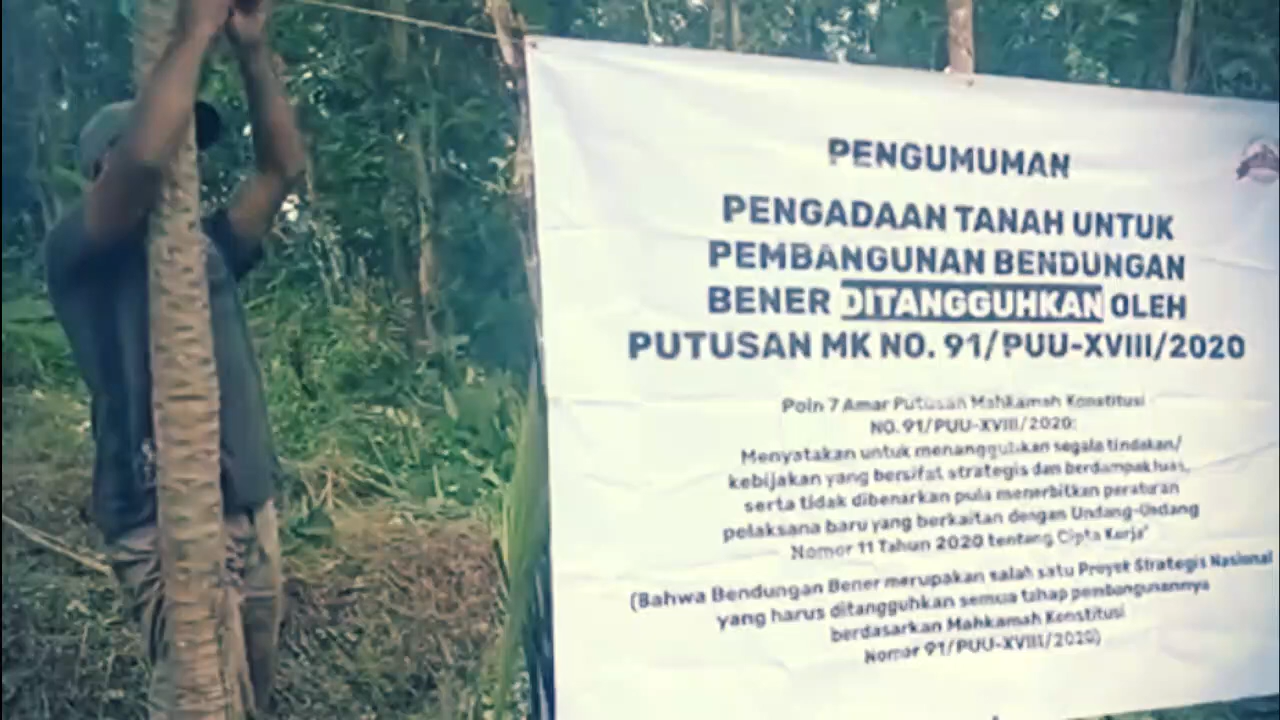 PENGUMUMAN
PENGADAAN TANAH UNTUK
PEMBANGUNAN BENDUNGAN
BENER DITANGGUHKAN OLEH
PUTUSAN MK NO. 91/PUU-XVIII/2020
Poin 7 Amar Putusan Mahkamah Konstitusi
NO. 91/PUU-XVIII/2020:
Menyatakan untuk menangguhkan segala tindakan/
kebijakan yang bersifat strategis dan berdampak luas,
serta tidak dibenarkan pula menerbitkan peraturan
pelaksana baru yang berkaitan dengan Undang-Undang
Nomor 11 Tahun 2020 tentang Cipta Kerja"
(Bahwa Bendungan Bener merupakan salah satu Proyek Strategis Nasional
yang harus ditangguhkan semua tahap pembangunannya
berdasarkan Mahkamah Konstitusi
Nomor 91/PUU-XVIII/2020)